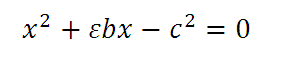 x² + εbx − c² = 0